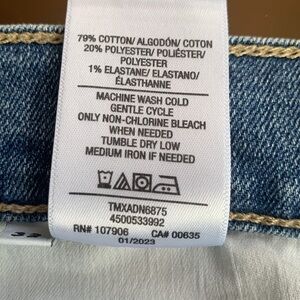 79% COTTON/ ALGODÓN/ COTON
20% POLYESTER/ POLIÉSTER/
POLYESTER
1% ELASTANE/ ELASTANO/
ÉLASTHANNE
MACHINE WASH COLD
GENTLE CYCLE
ONLY NON-CHLORINE BLEACH
WHEN NEEDED
TUMBLE DRY LOW
MEDIUM IRON IF NEEDED
TMXADN6875
4500533992
RN# 107906 CA# 00635
01/2023